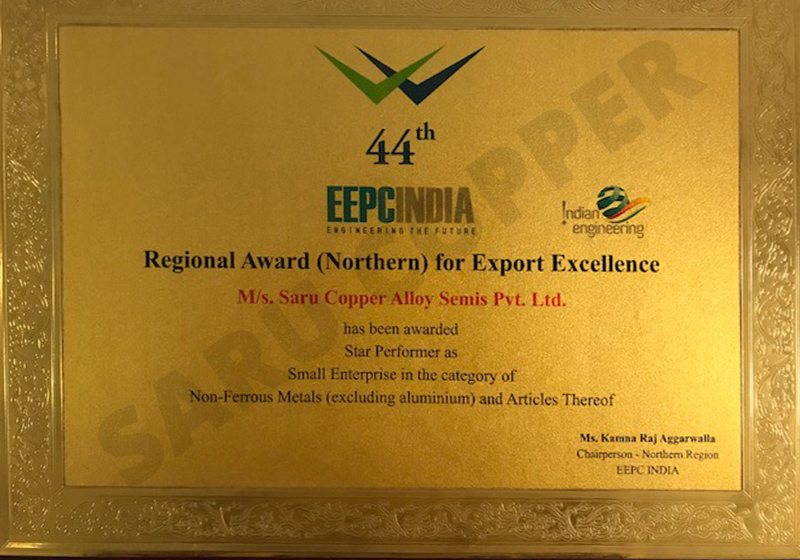 44th
EEPC INDIA
ENGINEERING THE FUTURE
Indian
engineering
Regional Award (Northern) for Export Excellence
M/s. Saru Copper Alloy Semis Pvt. Ltd.
has been awarded
Star Performer as
Small Enterprise in the category of
Non-Ferrous Metals (excluding aluminium) and Articles Thereof
Ms. Kamna Raj Aggarwalla
Chairperson - Northern Region
EEPC INDIA
SARU COPPER